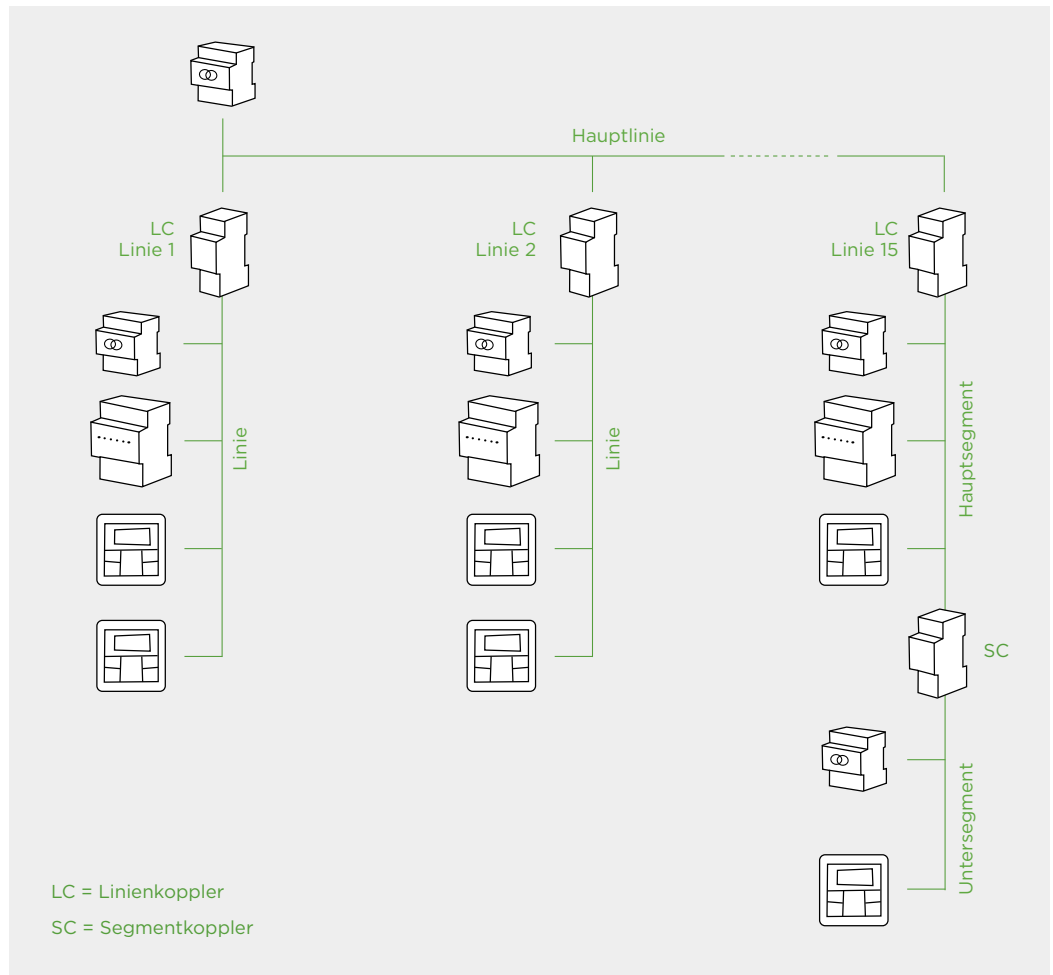 Hauptlinie
LC
Linie 1
LC
Linie 2
LC
Linie 15
Linie
Linie
Hauptsegment
SC
Untersegment
LC = Linienkoppler
SC = Segmentkoppler